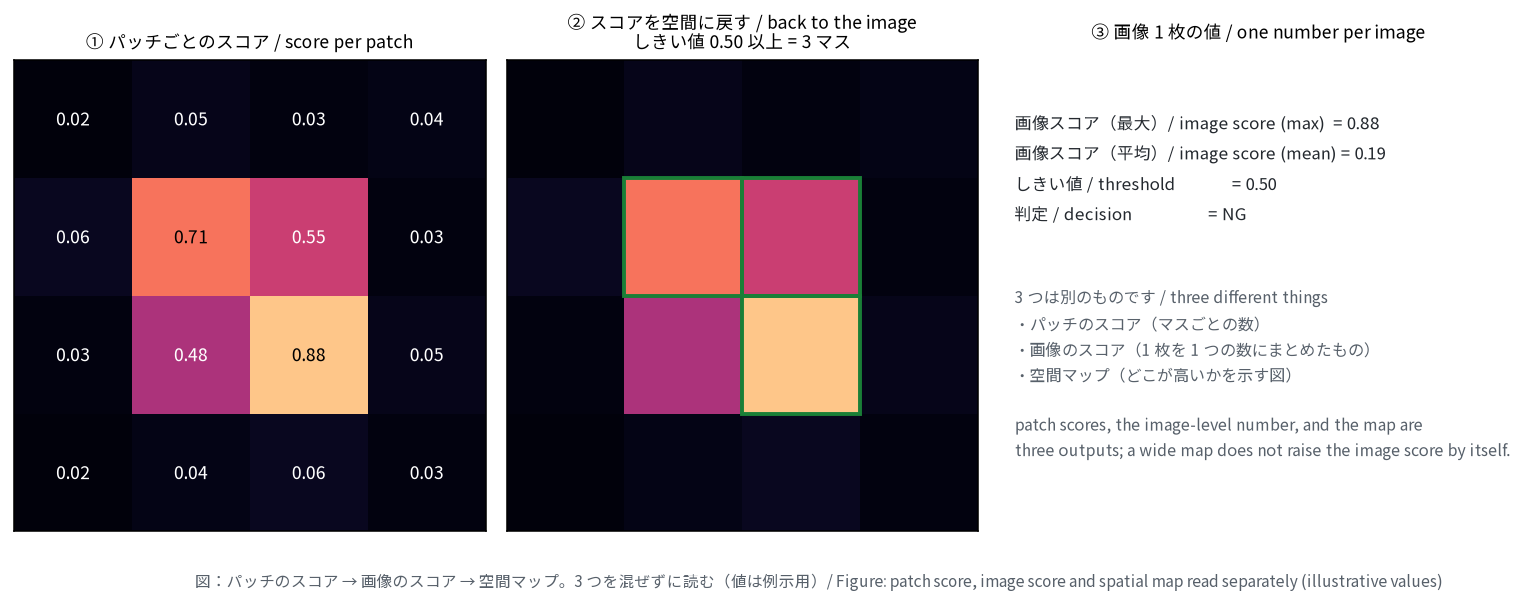 ① パッチごとのスコア / score per patch
② スコアを空間に戻す / back to the image
しきい値 0.50 以上 = 3 マス
③ 画像 1 枚の値 / one number per image
0.02 0.05 0.03 0.04
0.06 0.71 0.55 0.03
0.03 0.48 0.88 0.05
0.02 0.04 0.06 0.03
画像スコア（最大）/ image score (max) = 0.88
画像スコア（平均）/ image score (mean) = 0.19
しきい値 / threshold = 0.50
判定 / decision = NG
3 つは別のものです / three different things
・パッチのスコア（マスごとの数）
・画像のスコア（1 枚を 1 つの数にまとめたもの）
・空間マップ（どこが高いかを示す図）
patch scores, the image-level number, and the map are
three outputs; a wide map does not raise the image score by itself.
図：パッチのスコア → 画像のスコア → 空間マップ。3 つを混ぜずに読む（値は例示用）/ Figure: patch score, image score and spatial map read separately (illustrative values)